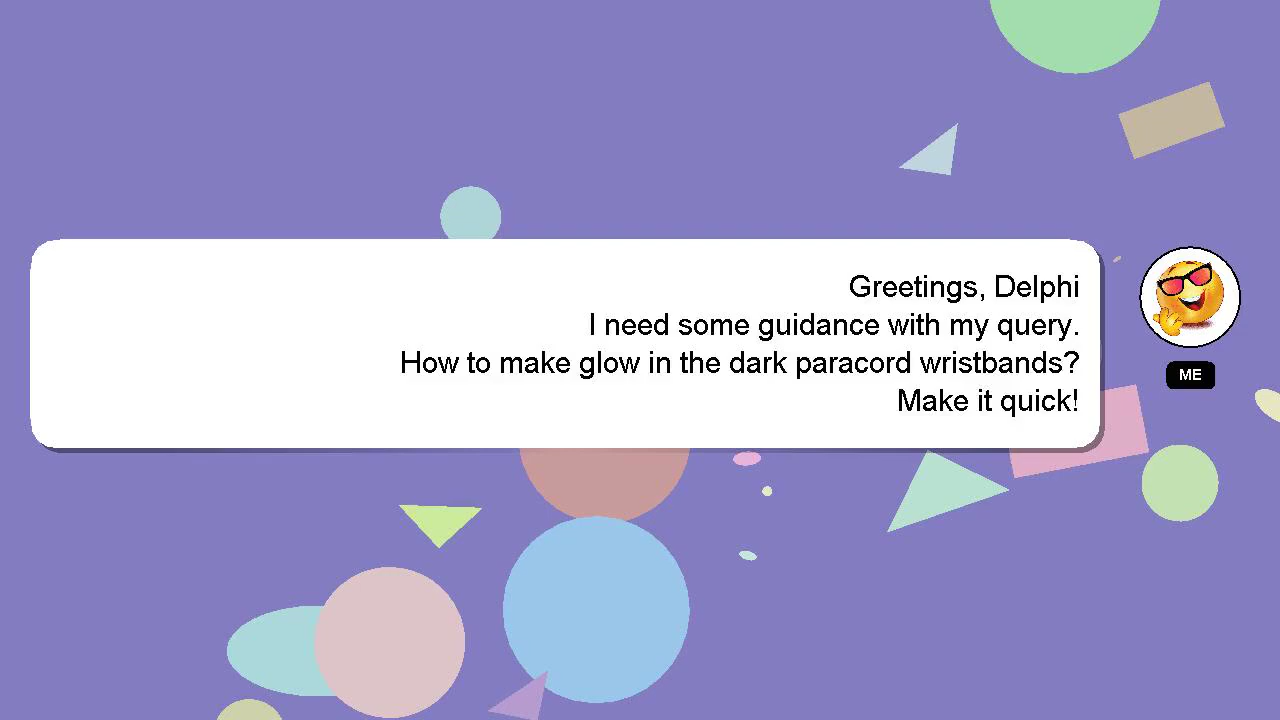 Greetings, Delphi
I need some guidance with my query.
How to make glow in the dark paracord wristbands?
Make it quick!
ME